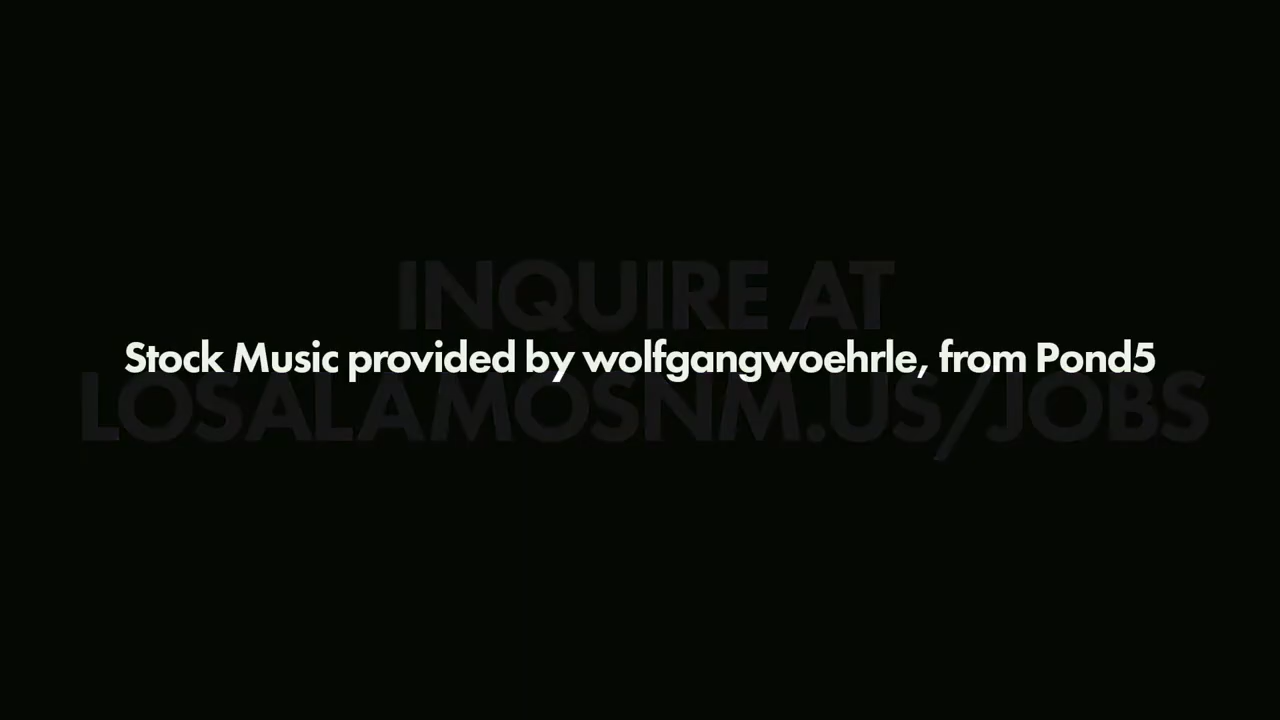 INQUIRE AT
Stock Music provided by wolfgangwoehrle, from Pond5
LOSALAMOSNM.US/JOBS